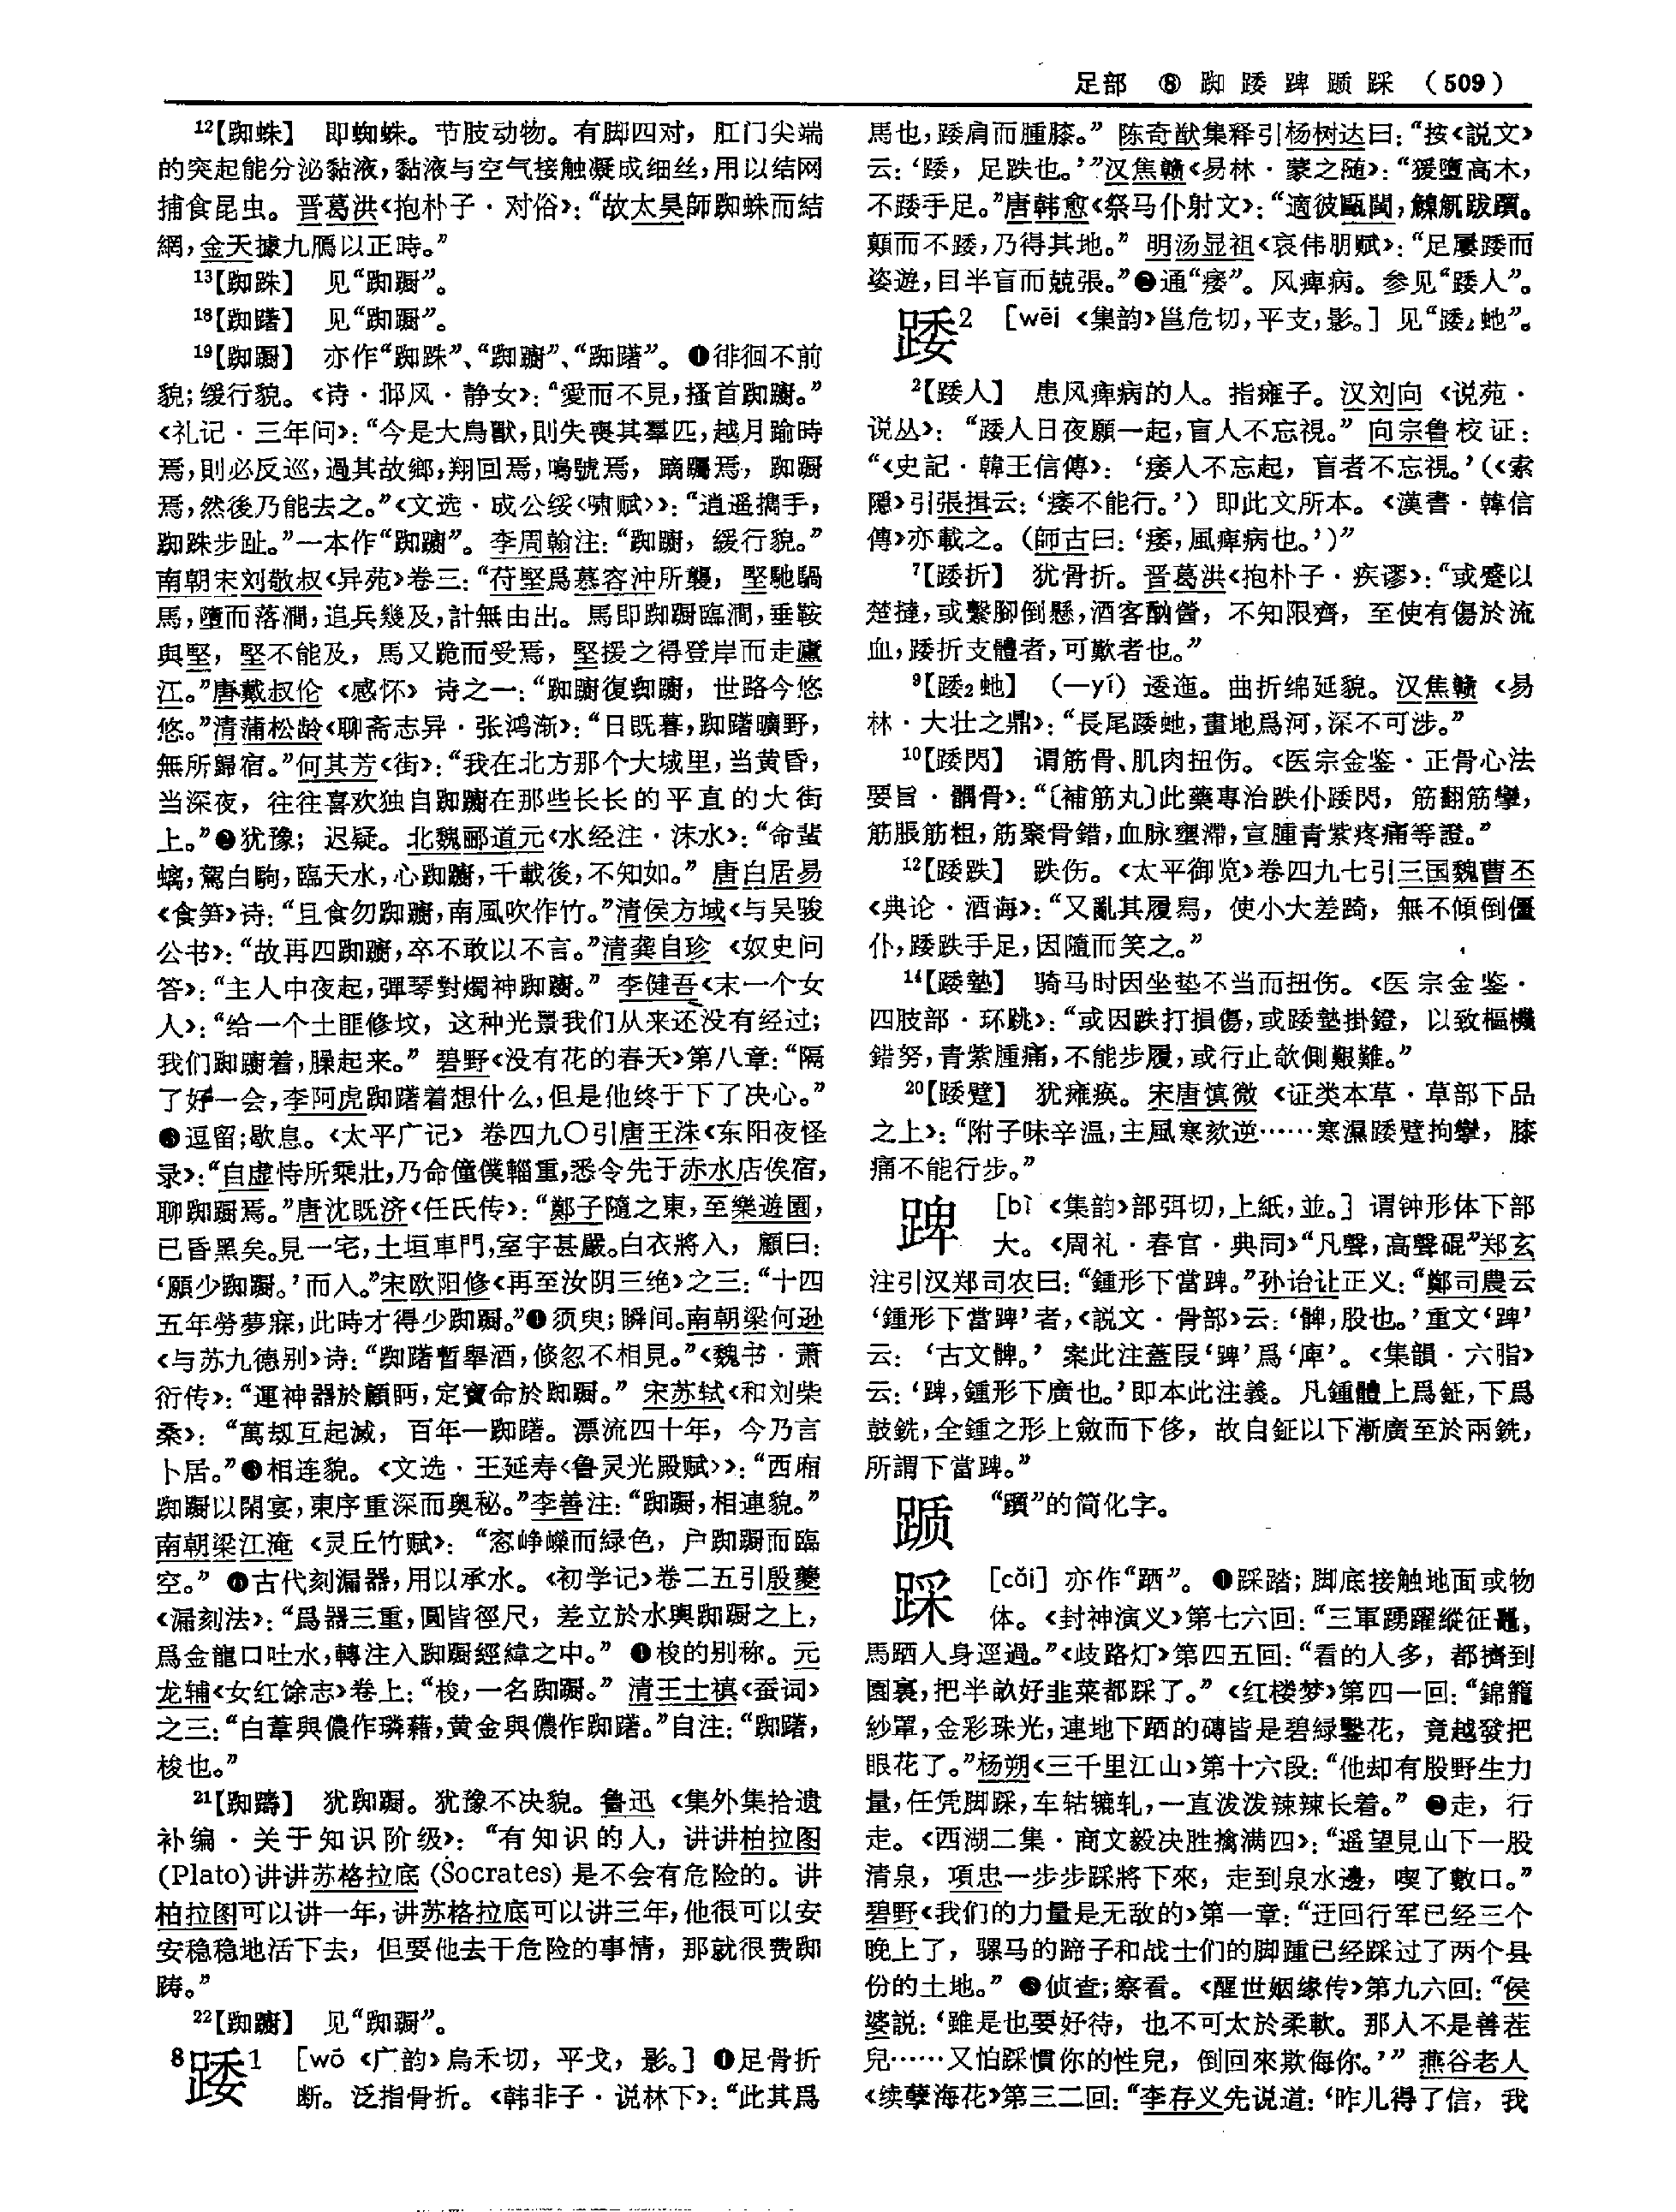 足部 ⑧ 踟 踒 踔 踬 踩 （509）
¹²【踟蛛】 即蜘蛛。节肢动物。有脚四对，肛门尖端
的突起能分泌黏液，黏液与空气接触凝成细丝，用以结网
捕食昆虫。晋葛洪《抱朴子·对俗》：“故太昊師踟蛛而結
網，金天據九鳸以正時。”
¹³【踟跦】 见“踟蹰”。
¹⁸【踟躇】 见“踟蹰”。
¹⁹【踟蹰】 亦作“踟跦”、“踟躕”、“踟躇”。❶徘徊不前
貌；缓行貌。《诗·邶风·静女》：“愛而不見，搔首踟躕。”
《礼记·三年问》：“今是大鳥獸，則失喪其羣匹，越月踰時
焉，則必反巡，過其故鄉，翔回焉，鳴號焉，蹢躅焉，踟蹰
焉，然後乃能去之。”《文选·成公绥〈啸赋〉》：“逍遥携手，
踟跦步趾。”一本作“踟躕”。李周翰注：“踟躕，緩行貌。”
南朝宋刘敬叔《异苑》卷三：“苻堅爲慕容沖所襲，堅馳騧
馬，墮而落澗，追兵幾及，計無由出。馬即踟蹰臨澗，垂鞍
與堅，堅不能及，馬又跪而受焉，堅援之得登岸而走廬
江。”唐戴叔伦《感怀》诗之一：“踟躕復踟躕，世路今悠
悠。”清蒲松龄《聊斋志异·张鸿渐》：“日既暮，踟躇曠野，
無所歸宿。”何其芳《街》：“我在北方那个大城里，当黄昏，
当深夜，往往喜欢独自踟躕在那些长长的平直的大街
上。”❷犹豫；迟疑。北魏郦道元《水经注·沫水》：“命蜚
螭，駕白駒，臨天水，心踟躕，千載後，不知如。”唐白居易
《食笋》诗：“且食勿踟躕，南風吹作竹。”清侯方域《与吴骏
公书》：“故再四踟躕，卒不敢以不言。”清龚自珍《奴史问
答》：“主人中夜起，彈琴對燭神踟躕。”李健吾《末一个女
人》：“给一个土匪修坟，这种光景我们从来还没有经过；
我们踟躕着，臊起来。”碧野《没有花的春天》第八章：“隔
了好一会，李阿虎踟躇着想什么，但是他终于下了决心。”
❸逗留；歇息。《太平广记》卷四九〇引唐王洙《东阳夜怪
录》：“自虚恃所乘壯，乃命僮僕輜重，悉令先于赤水店俟宿，
聊踟蹰焉。”唐沈既济《任氏传》：“鄭子隨之東，至樂遊園，
已昏黑矣。見一宅，土垣車門，室宇甚嚴。白衣將入，顧曰：
‘願少踟蹰。’而入。”宋欧阳修《再至汝阴三绝》之三：“十四
五年勞夢寐，此時才得少踟蹰。”❹须臾；瞬间。南朝梁何逊
《与苏九德别》诗：“踟躇暫舉酒，倏忽不相見。”《魏书·萧
衍传》：“運神器於顧眄，定寶命於踟蹰。”宋苏轼《和刘柴
桑》：“萬劫互起滅，百年一踟躇。漂流四十年，今乃言
卜居。”❺相连貌。《文选·王延寿〈鲁灵光殿赋〉》：“西廂
踟蹰以閑宴，東序重深而奥秘。”李善注：“踟蹰，相連貌。”
南朝梁江淹《灵丘竹赋》：“窓峥嶸而緑色，户踟蹰而臨
空。”❻古代刻漏器，用以承水。《初学记》卷二五引殷夔
《漏刻法》：“爲器三重，圓皆徑尺，差立於水輿踟蹰之上，
爲金龍口吐水，轉注入踟蹰經緯之中。”❼梭的别称。元
龙辅《女红馀志》卷上：“梭，一名踟蹰。”清王士禛《蚕词》
之三：“白葦與儂作璘藉，黄金與儂作踟躇。”自注：“踟躇，
梭也。”
²¹【踟踌】 犹踟蹰。犹豫不决貌。鲁迅《集外集拾遗
补编·关于知识阶级》：“有知识的人，讲讲柏拉图
(Plato)讲讲苏格拉底(Socrates)是不会有危险的。讲
柏拉图可以讲一年，讲苏格拉底可以讲三年，他很可以安
安稳稳地活下去，但要他去干危险的事情，那就很费踟
踌。”
²²【踟躕】 见“踟蹰”。
8踒1 [wō《广韵》烏禾切，平戈，影。] ❶足骨折
断。泛指骨折。《韩非子·说林下》：“此其爲
馬也，踒肩而腫膝。”陈奇猷集释引杨树达曰：“按《説文》
云：‘踒，足跌也。’”汉焦赣《易林·蒙之随》：“猨墮高木，
不踒手足。”唐韩愈《祭马仆射文》：“適彼甌閩，鯀臲跋躓。
顛而不踒，乃得其地。”明汤显祖《哀伟朋赋》：“足屢踒而
姿遊，目半盲而兢張。”❷通“痿”。风痺病。参见“踒人”。
踒2 [wēi《集韵》邕危切，平支，影。] 见“踒₂虵”。
²【踒人】 患风痺病的人。指瘫子。汉刘向《说苑·
说丛》：“踒人日夜願一起，盲人不忘視。”向宗鲁校证：
“《史記·韓王信傳》：‘痿人不忘起，盲者不忘視。’（《索
隱》引張揖云：‘痿不能行。’）即此文所本。《漢書·韓信
傳》亦載之。（師古曰：‘痿，風痺病也。’）”
⁷【踒折】 犹骨折。晋葛洪《抱朴子·疾谬》：“或蹙以
楚撻，或繫腳倒懸，酒客酗醟，不知限齊，至使有傷於流
血，踒折支體者，可歎者也。”
⁹【踒₂虵】 （—yí）逶迤。曲折绵延貌。汉焦赣《易
林·大壮之鼎》：“長尾踒虵，畫地爲河，深不可涉。”
¹⁰【踒閃】 谓筋骨、肌肉扭伤。《医宗金鉴·正骨心法
要旨·髃骨》：“〔補筋丸〕此藥專治跌仆踒閃，筋翻筋攣，
筋脹筋粗，筋聚骨錯，血脉壅滯，宣腫青紫疼痛等證。”
¹²【踒跌】 跌伤。《太平御览》卷四九七引三国魏曹丕
《典论·酒诲》：“又亂其履舃，使小大差踦，無不傾倒僵
仆，踒跌手足，因隨而笑之。”
¹⁴【踒墊】 骑马时因坐垫不当而扭伤。《医宗金鉴·
四肢部·环跳》：“或因跌打損傷，或踒墊掛鐙，以致樞機
錯努，青紫腫痛，不能步履，或行止欹側艱難。”
²⁰【踒躄】 犹瘫痪。宋唐慎微《证类本草·草部下品
之上》：“附子味辛温，主風寒欬逆……寒濕踒躄拘攣，膝
痛不能行步。”
踔 [bǐ《集韵》部弭切，上紙，並。] 谓钟形体下部
大。《周礼·春官·典同》“凡聲，高聲硍”郑玄
注引汉郑司农曰：“鍾形下當踔。”孙诒让正义：“鄭司農云
‘鍾形下當踔’者，《説文·骨部》云：‘髀，股也。’重文‘踔’
云：‘古文髀。’案此注蓋叚‘踔’爲‘庳’。《集韻·六脂》
云：‘踔，鍾形下廣也。’即本此注義。凡鍾體上爲鉦，下爲
鼓銑，全鍾之形上斂而下侈，故自鉦以下漸廣至於兩銑，
所謂下當踔。”
踬 “躓”的简化字。
踩 [cǎi] 亦作“跴”。❶踩踏；脚底接触地面或物
体。《封神演义》第七六回：“三軍踴躍縱征鼉，
馬跴人身逕過。”《歧路灯》第四五回：“看的人多，都擠到
園裏，把半畝好韭菜都踩了。”《红楼梦》第四一回：“錦籠
紗罩，金彩珠光，連地下跴的磚皆是碧緑鑿花，竟越發把
眼花了。”杨朔《三千里江山》第十六段：“他却有股野生力
量，任凭脚踩，车轱辘轧，一直泼泼辣辣长着。”❷走，行
走。《西湖二集·商文毅决胜擒满四》：“遥望見山下一股
清泉，項忠一步步踩將下來，走到泉水邊，喫了數口。”
碧野《我们的力量是无敌的》第一章：“迂回行军已经三个
晚上了，骡马的蹄子和战士们的脚踵已经踩过了两个县
份的土地。”❸侦查；察看。《醒世姻缘传》第九六回：“侯
婆説：‘雖是也要好待，也不可太於柔軟。那人不是善茬
兒……又怕踩慣你的性兒，倒回來欺侮你。’”燕谷老人
《续孽海花》第三二回：“李存义先说道：‘昨儿得了信，我